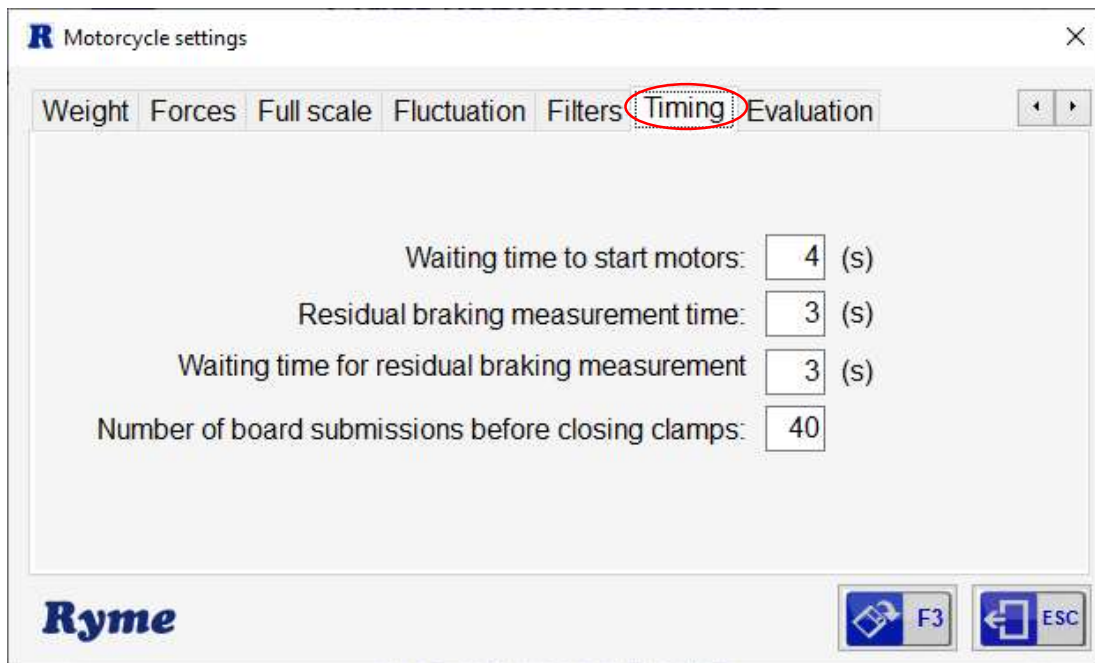 R Motorcycle settings
Weight Forces Full scale Fluctuation Filters Timing Evaluation
Waiting time to start motors: 4 (s)
Residual braking measurement time: 3 (s)
Waiting time for residual braking measurement 3 (s)
Number of board submissions before closing clamps: 40
Ryme F3 ESC